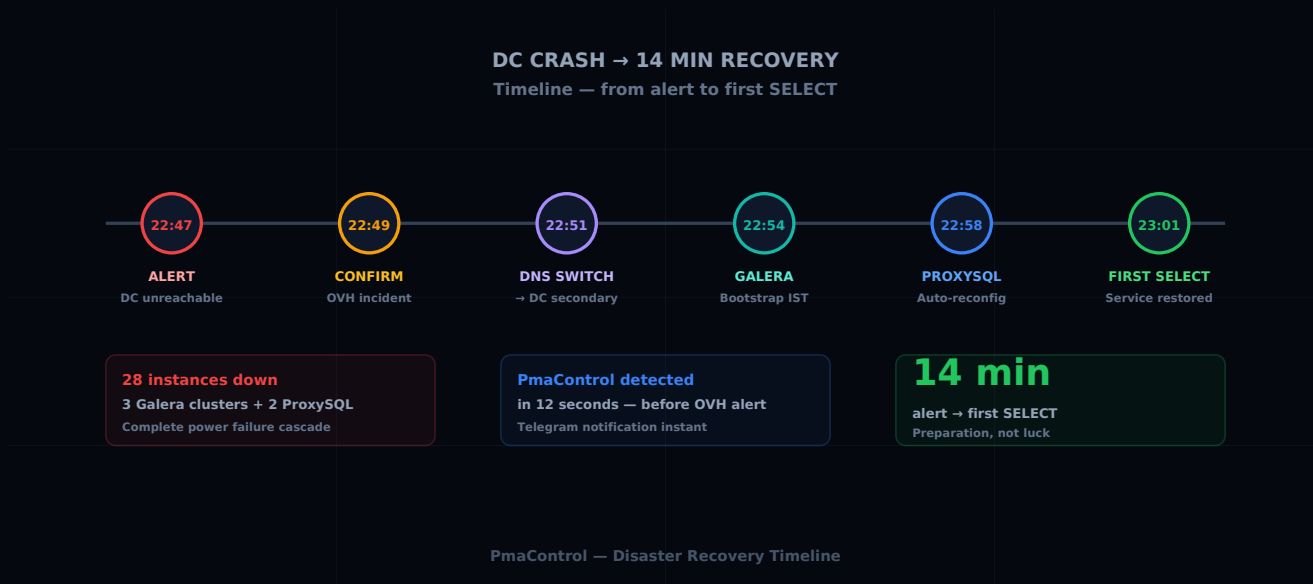 DC CRASH → 14 MIN RECOVERY
Timeline — from alert to first SELECT
22:47
22:49
22:51
22:54
22:58
23:01
ALERT
CONFIRM
DNS SWITCH
GALERA
PROXYSQL
FIRST SELECT
DC unreachable
OVH incident
→ DC secondary
Bootstrap IST
Auto-reconfig
Service restored
28 instances down
3 Galera clusters + 2 ProxySQL
Complete power failure cascade
PmaControl detected
in 12 seconds — before OVH alert
Telegram notification instant
14 min
alert → first SELECT
Preparation, not luck
PmaControl — Disaster Recovery Timeline